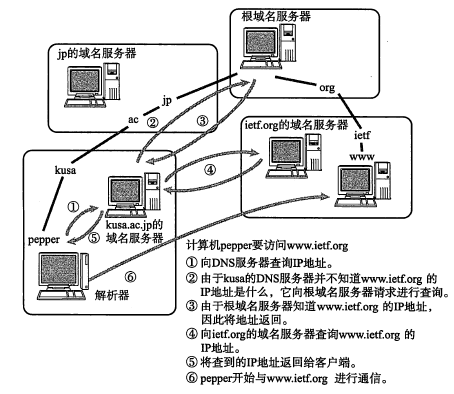 根域名服务器
jp的域名服务器
jp
org
ac
②
③
ietf.org的域名服务器
ietf
www
kusa
④
①
pepper
⑤
kusa.ac.jp的
域名服务器
解析器
⑥
计算机pepper要访问www.ietf.org
① 向DNS服务器查询IP地址。
② 由于kusa的DNS服务器并不知道www.ietf.org 的
IP地址是什么，它向根域名服务器请求进行查询。
③ 由于根域名服务器知道www.ietf.org 的IP地址，
因此将地址返回。
④ 向ietf.org的域名服务器查询www.ietf.org 的
IP地址。
⑤ 将查到的IP地址返回给客户端。
⑥ pepper开始与www.ietf.org 进行通信。